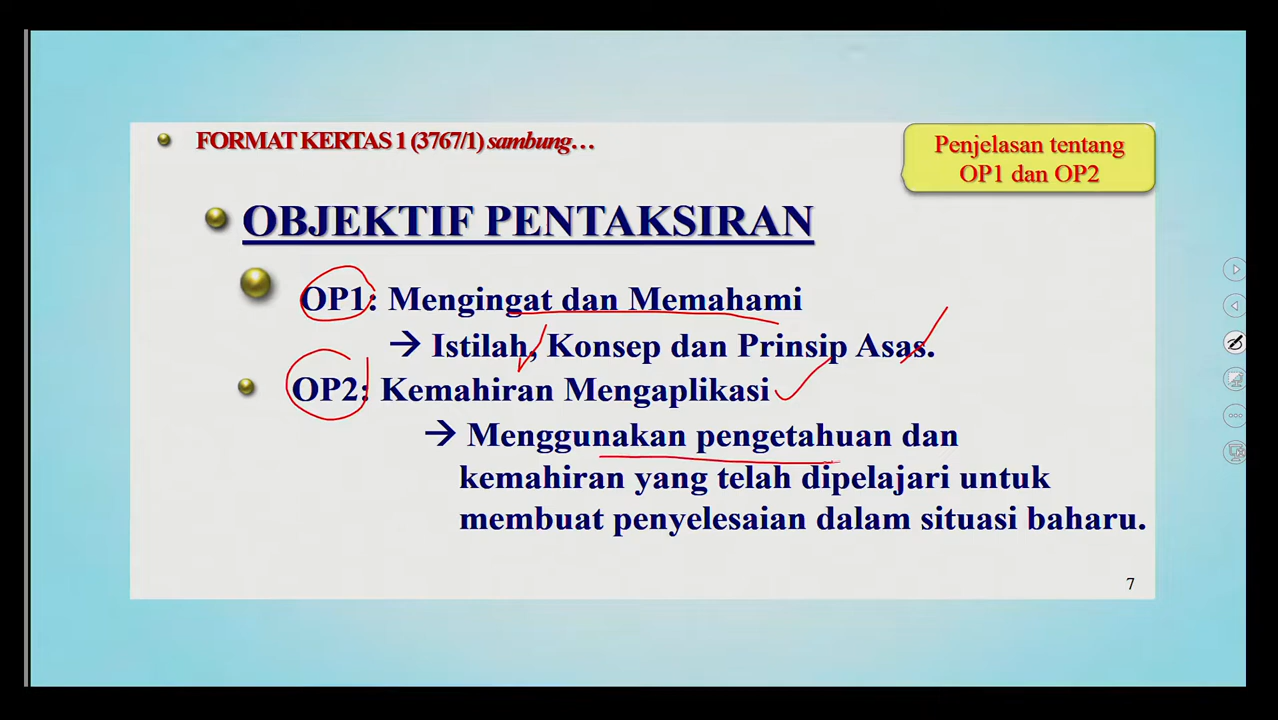 FORMAT KERTAS 1 (3767/1) sambung…
Penjelasan tentang
OP1 dan OP2
OBJEKTIF PENTAKSIRAN
OP1: Mengingat dan Memahami
→ Istilah, Konsep dan Prinsip Asas.
OP2: Kemahiran Mengaplikasi
→ Menggunakan pengetahuan dan
kemahiran yang telah dipelajari untuk
membuat penyelesaian dalam situasi baharu.
7